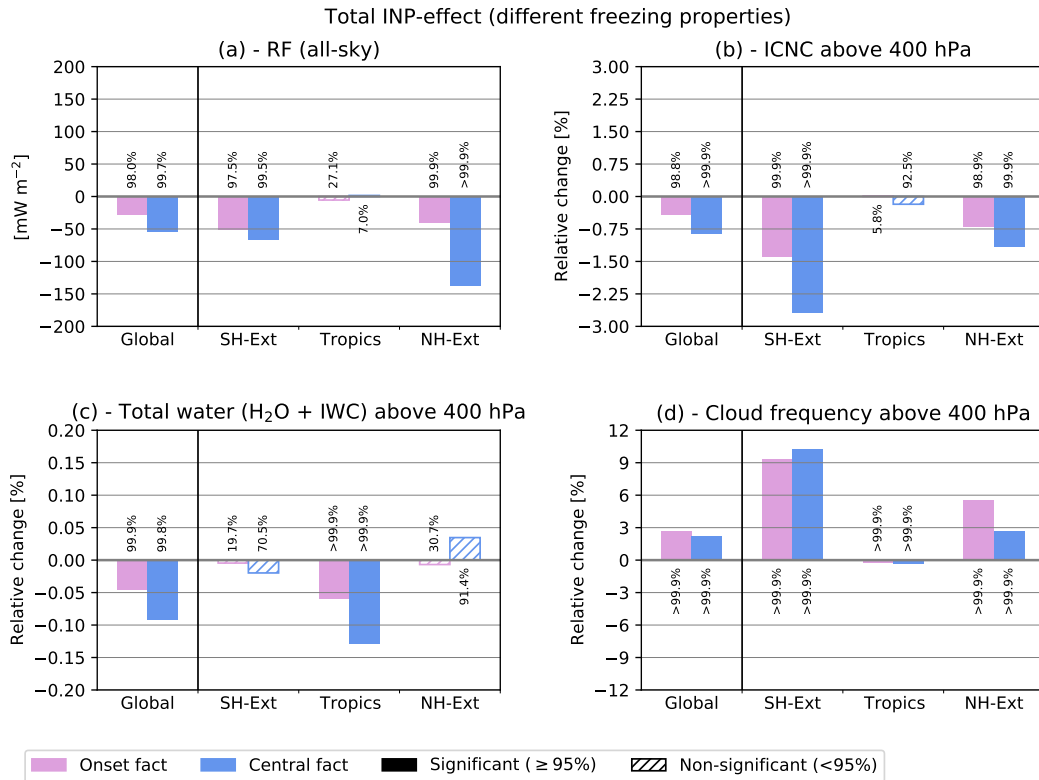 Total INP-effect (different freezing properties)
(a) - RF (all-sky)
[mW m−2]
200
150
100
50
0
−50
−100
−150
−200
98.0%
99.7%
97.5%
99.5%
27.1%
7.0%
99.9%
>99.9%
Global
SH-Ext
Tropics
NH-Ext
(b) - ICNC above 400 hPa
Relative change [%]
3.00
2.25
1.50
0.75
0.00
−0.75
−1.50
−2.25
−3.00
98.8%
>99.9%
99.9%
>99.9%
5.8%
92.5%
98.9%
99.9%
Global
SH-Ext
Tropics
NH-Ext
(c) - Total water (H2O + IWC) above 400 hPa
Relative change [%]
0.20
0.15
0.10
0.05
0.00
−0.05
−0.10
−0.15
−0.20
99.9%
99.8%
19.7%
70.5%
>99.9%
>99.9%
30.7%
91.4%
Global
SH-Ext
Tropics
NH-Ext
(d) - Cloud frequency above 400 hPa
Relative change [%]
12
9
6
3
0
−3
−6
−9
−12
>99.9%
>99.9%
>99.9%
>99.9%
>99.9%
>99.9%
>99.9%
>99.9%
Global
SH-Ext
Tropics
NH-Ext
Onset fact
Central fact
Significant (≥ 95%)
Non-significant (<95%)